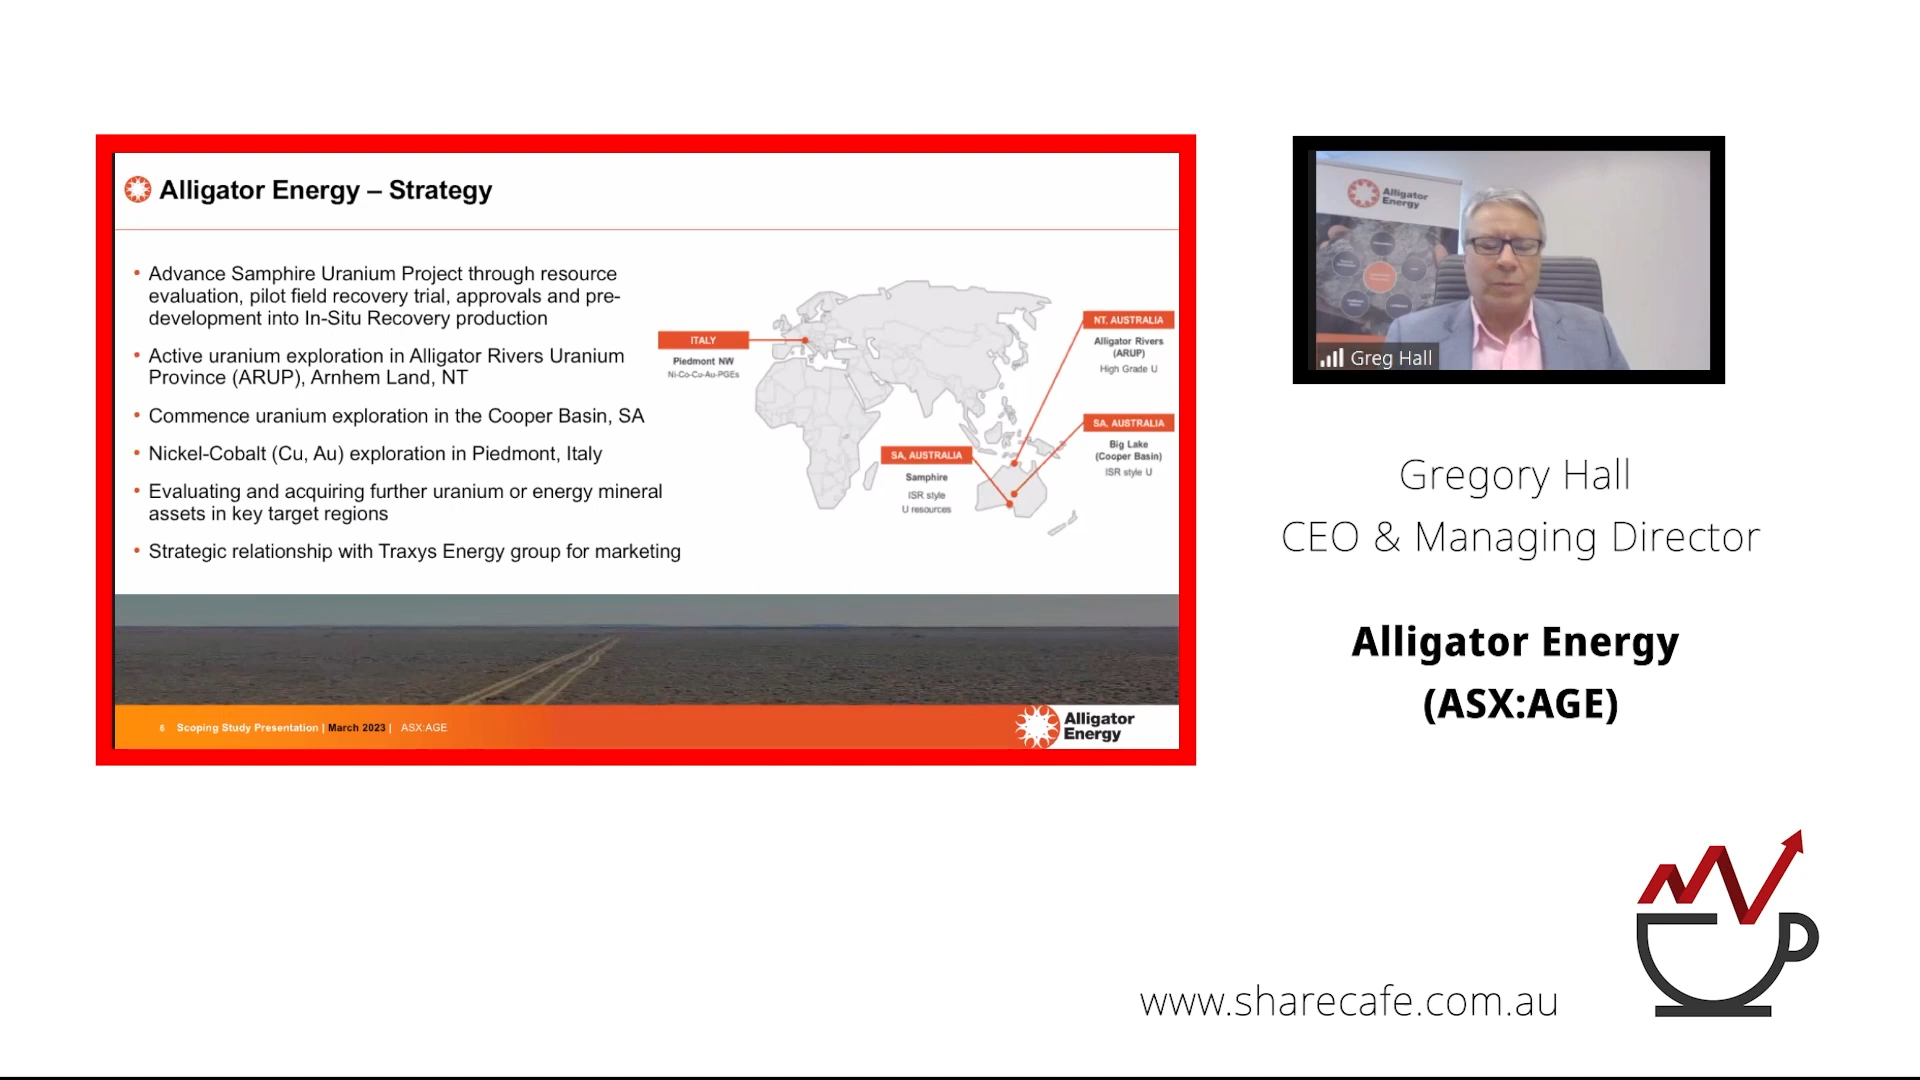 Alligator Energy – Strategy
• Advance Samphire Uranium Project through resource
evaluation, pilot field recovery trial, approvals and pre-
development into In-Situ Recovery production
• Active uranium exploration in Alligator Rivers Uranium
Province (ARUP), Arnhem Land, NT
• Commence uranium exploration in the Cooper Basin, SA
• Nickel-Cobalt (Cu, Au) exploration in Piedmont, Italy
• Evaluating and acquiring further uranium or energy mineral
assets in key target regions
• Strategic relationship with Traxys Energy group for marketing
ITALY
Piedmont NW
Ni-Co-Cu-Au-PGEs
NT, AUSTRALIA
Alligator Rivers
(ARUP)
High Grade U
SA, AUSTRALIA
Big Lake
(Cooper Basin)
ISR style U
SA, AUSTRALIA
Samphire
ISR style
U resources
6 Scoping Study Presentation | March 2023 | ASX:AGE
Alligator
Energy
Alligator
Energy
Greg Hall
Gregory Hall
CEO & Managing Director
Alligator Energy
(ASX:AGE)
www.sharecafe.com.au